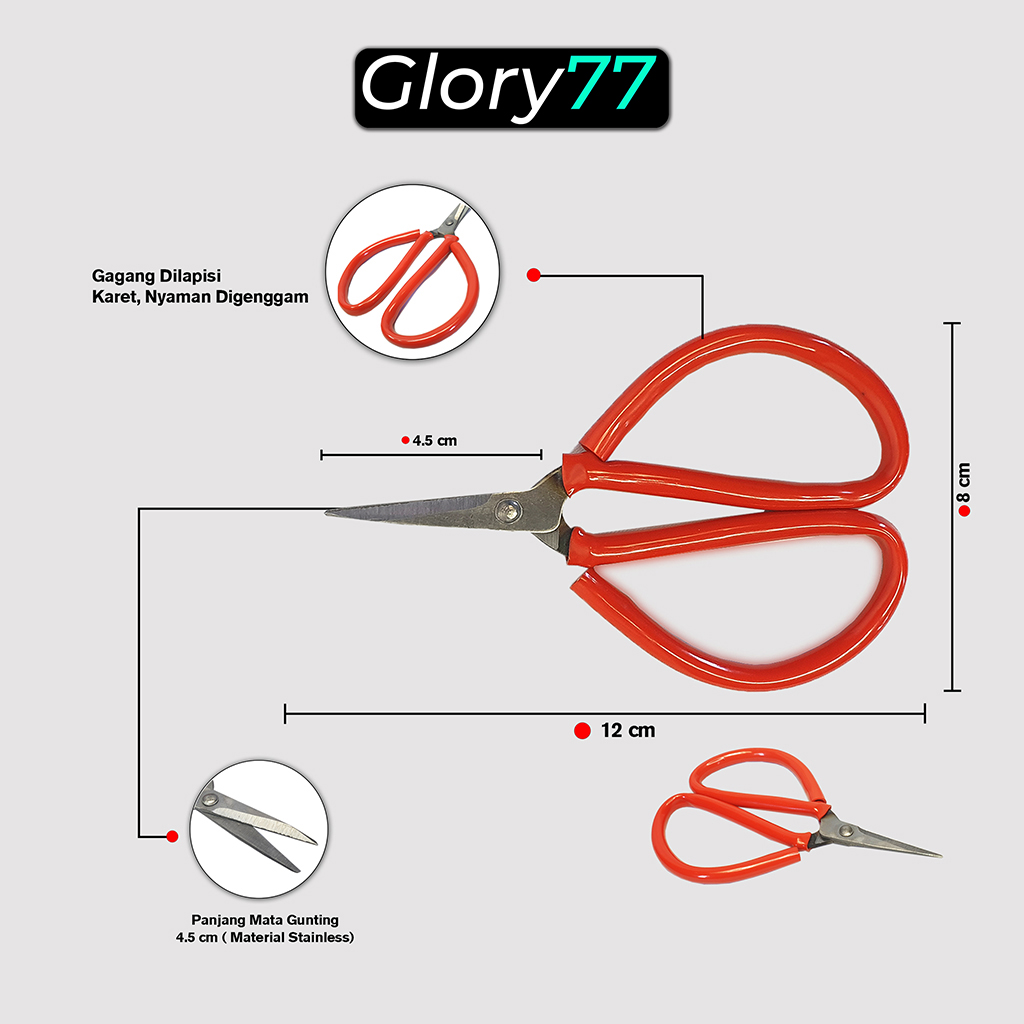 Glory77
Gagang Dilapisi
Karet, Nyaman Digenggam
4.5 cm
8 cm
12 cm
Panjang Mata Gunting
4.5 cm ( Material Stainless)